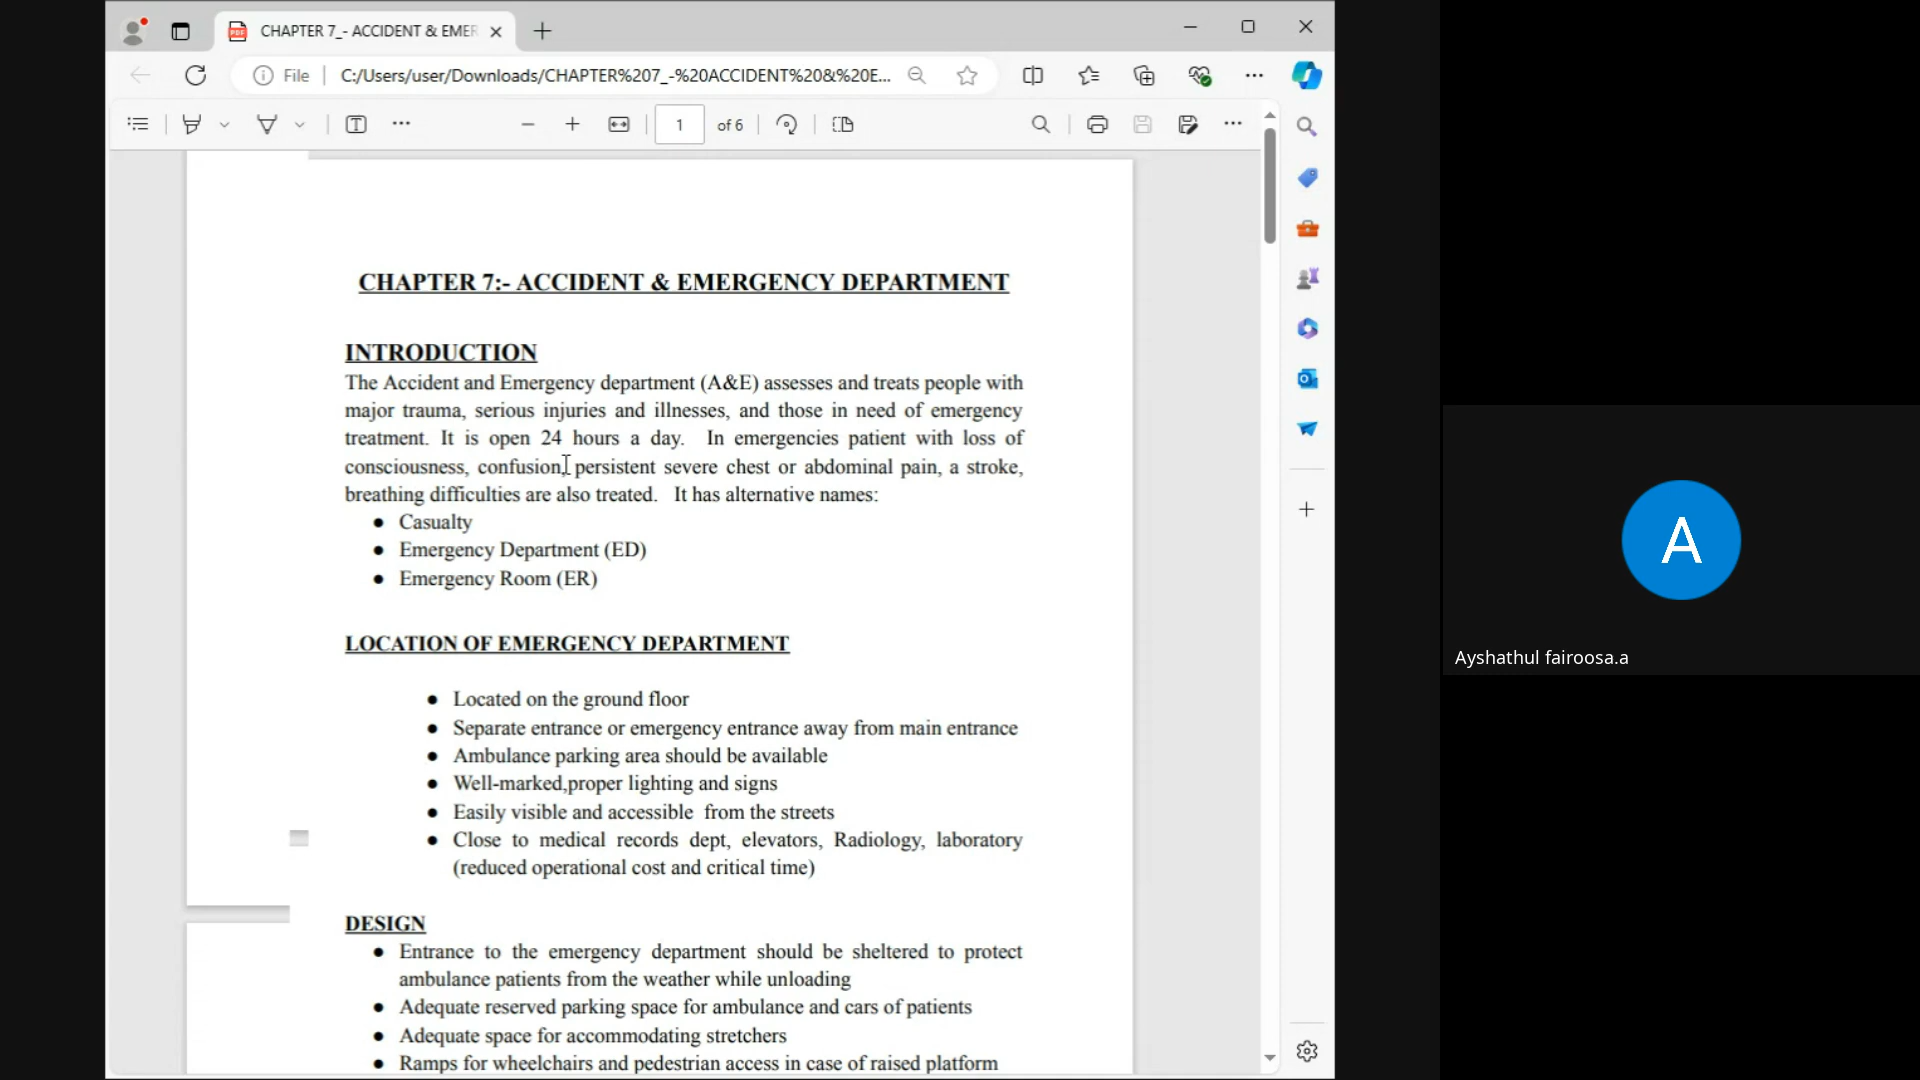 CHAPTER 7_- ACCIDENT & EMER
File
C:/Users/user/Downloads/CHAPTER%207_-%20ACCIDENT%20&%20E...
1 of 6
CHAPTER 7:- ACCIDENT & EMERGENCY DEPARTMENT
INTRODUCTION
The Accident and Emergency department (A&E) assesses and treats people with
major trauma, serious injuries and illnesses, and those in need of emergency
treatment. It is open 24 hours a day. In emergencies patient with loss of
consciousness, confusion, persistent severe chest or abdominal pain, a stroke,
breathing difficulties are also treated. It has alternative names:
● Casualty
● Emergency Department (ED)
● Emergency Room (ER)
LOCATION OF EMERGENCY DEPARTMENT
● Located on the ground floor
● Separate entrance or emergency entrance away from main entrance
● Ambulance parking area should be available
● Well-marked,proper lighting and signs
● Easily visible and accessible from the streets
● Close to medical records dept, elevators, Radiology, laboratory
(reduced operational cost and critical time)
DESIGN
● Entrance to the emergency department should be sheltered to protect
ambulance patients from the weather while unloading
● Adequate reserved parking space for ambulance and cars of patients
● Adequate space for accommodating stretchers
● Ramps for wheelchairs and pedestrian access in case of raised platform
A
Ayshathul fairoosa.a